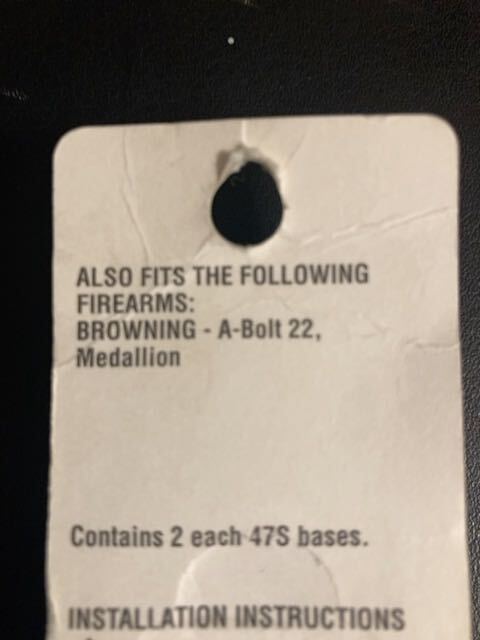 ALSO FITS THE FOLLOWING
FIREARMS:
BROWNING - A-Bolt 22,
Medallion
Contains 2 each 47S bases.
INSTALLATION INSTRUCTIONS